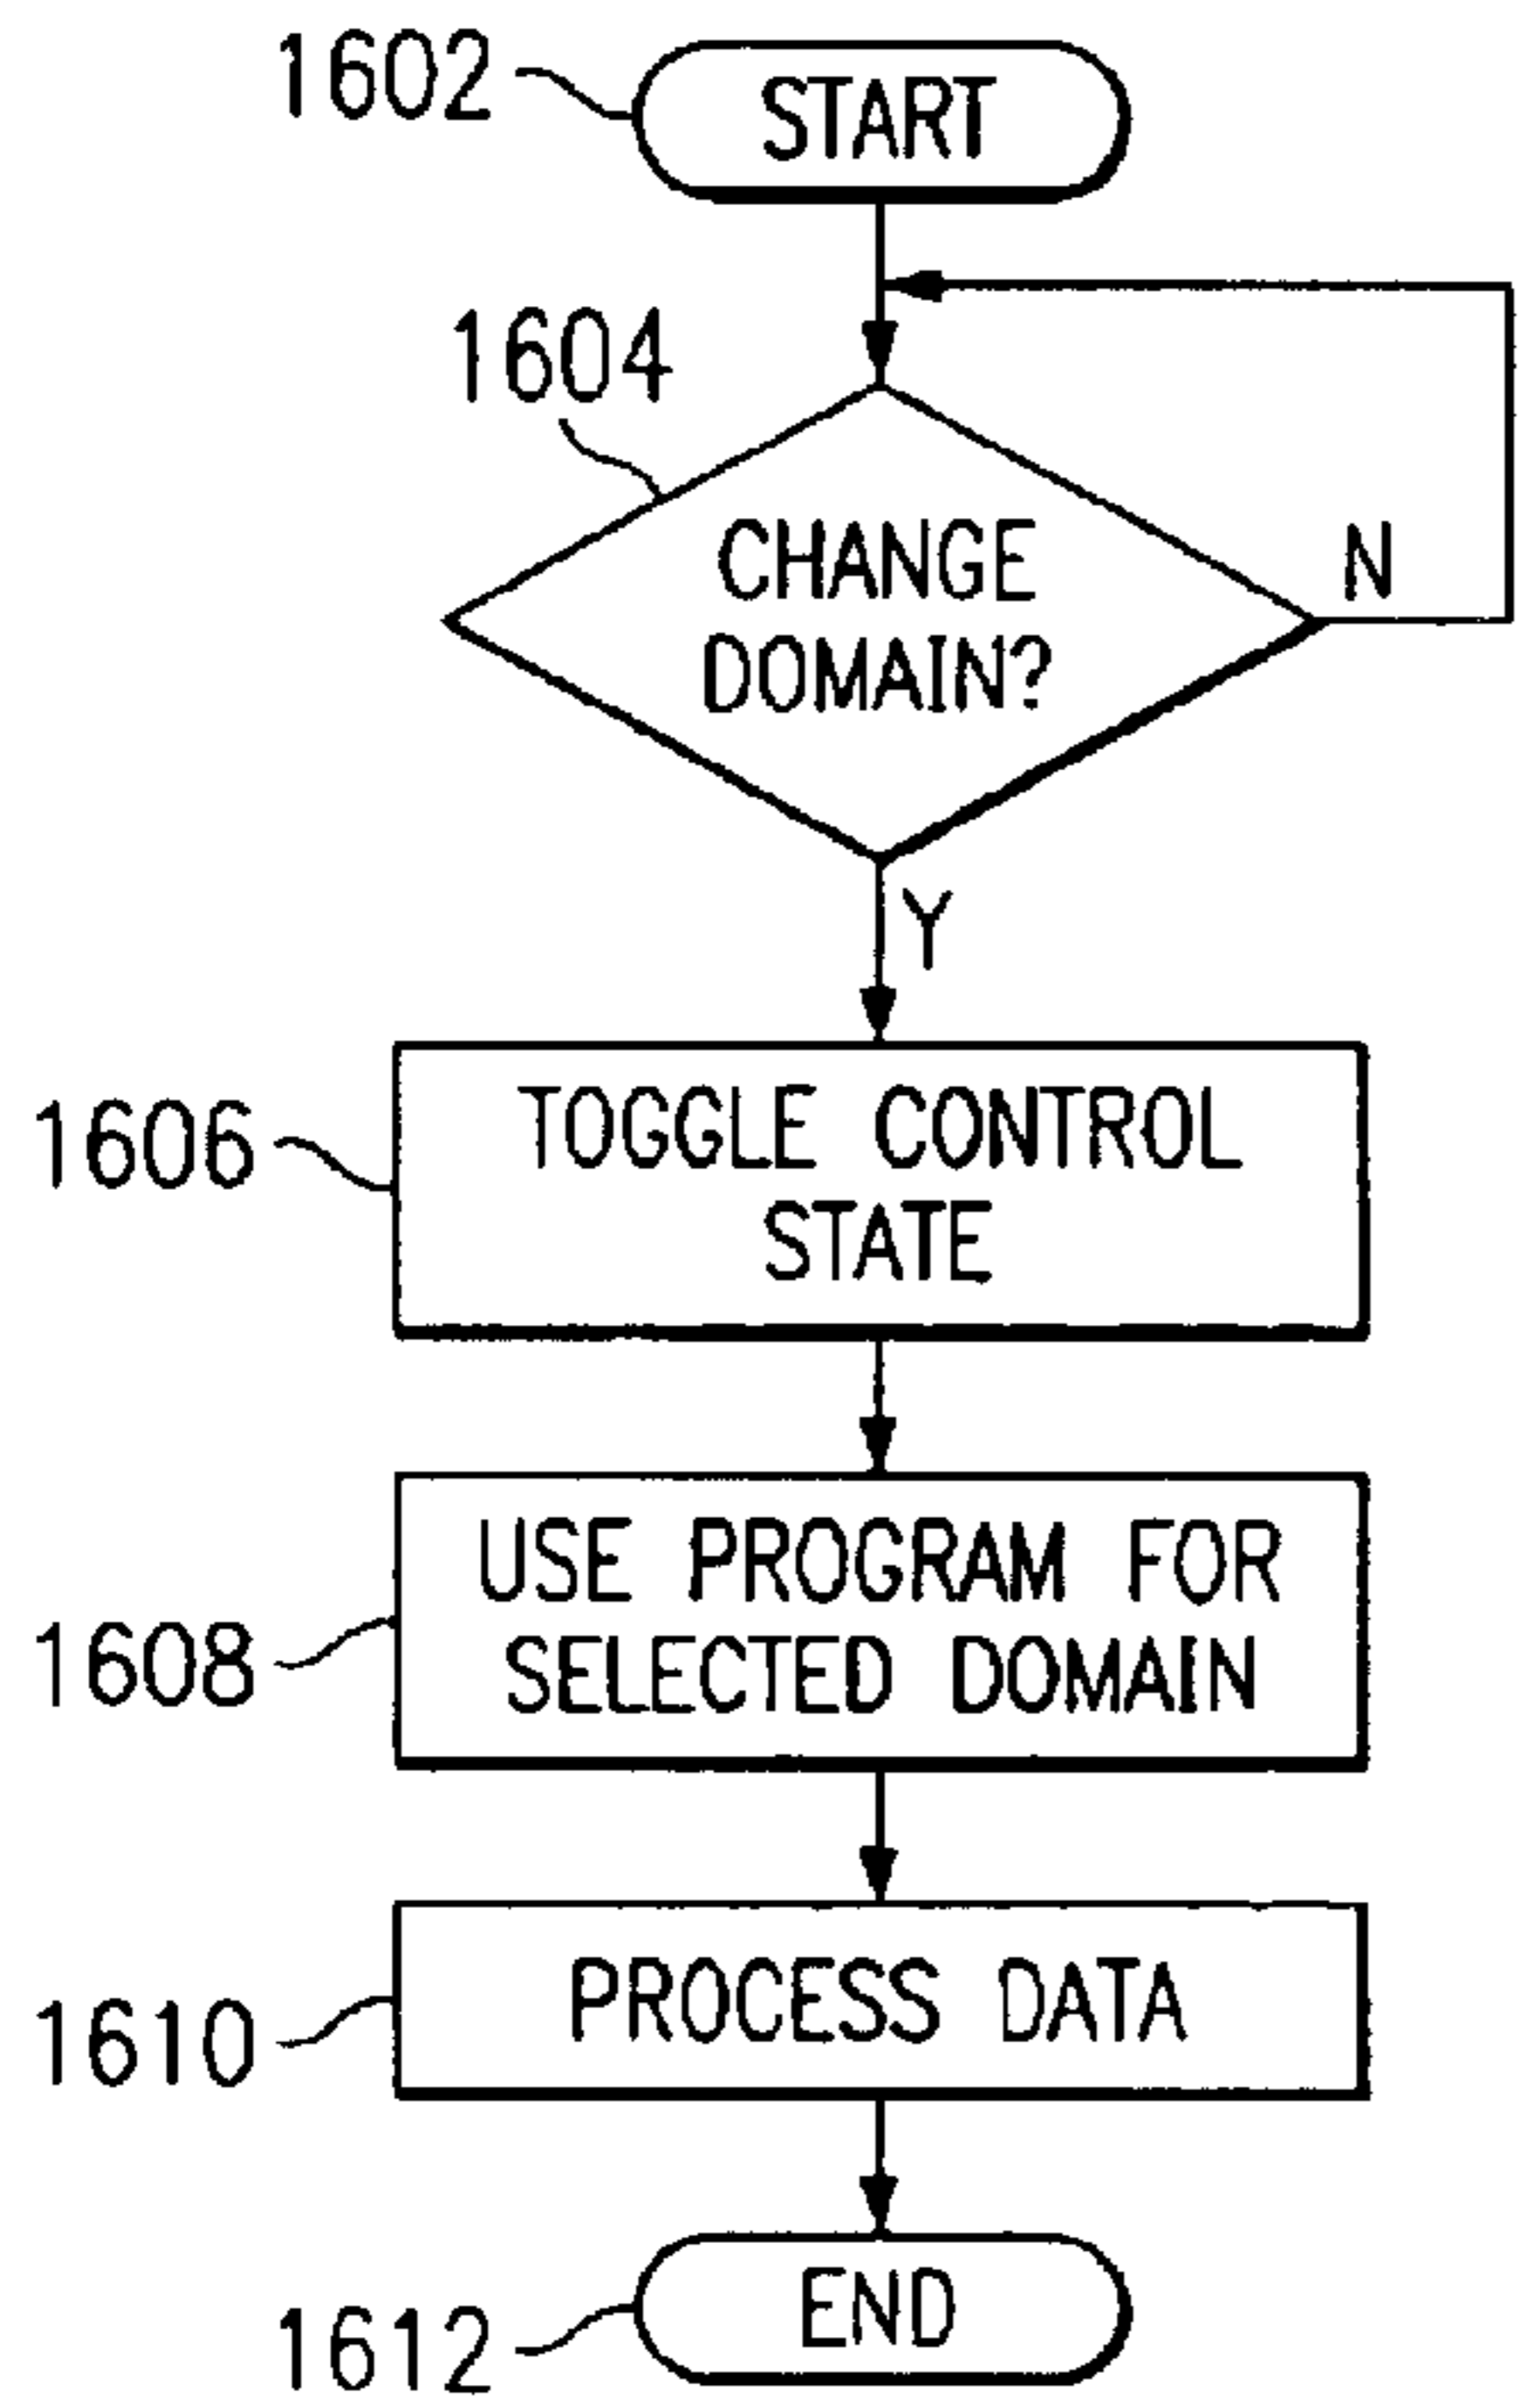 1602
START
1604
CHANGE
DOMAIN?
N
Y
1606
TOGGLE CONTROL
STATE
1608
USE PROGRAM FOR
SELECTED DOMAIN
1610
PROCESS DATA
1612
END